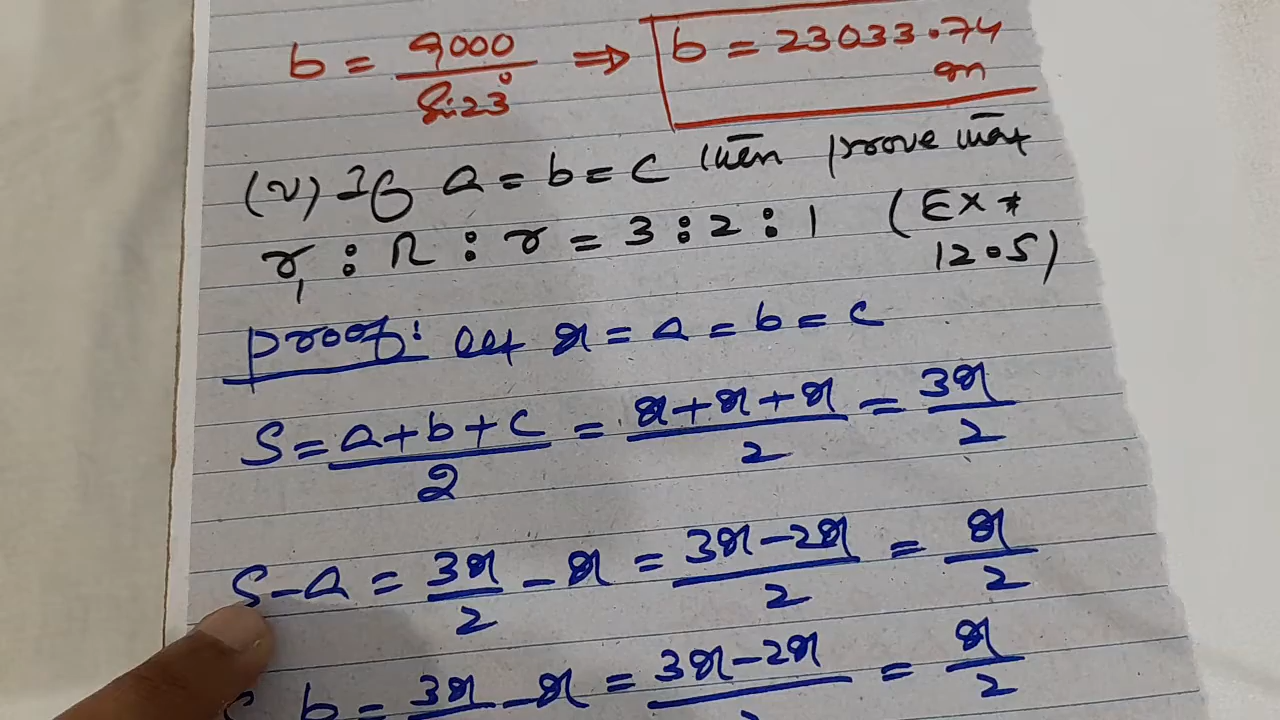 b = 9000/Sin23° ⇒ b = 23033.74 m
(v) If a = b = c then prove that
r₁ : R : r = 3 : 2 : 1 (Ex * 12.5)
Proof: Let x = a = b = c
S = a+b+c/2 = x+x+x/2 = 3x/2
S-a = 3x/2 - x = 3x-2x/2 = x/2
S b = 3x - x = 3x-2x = x/2